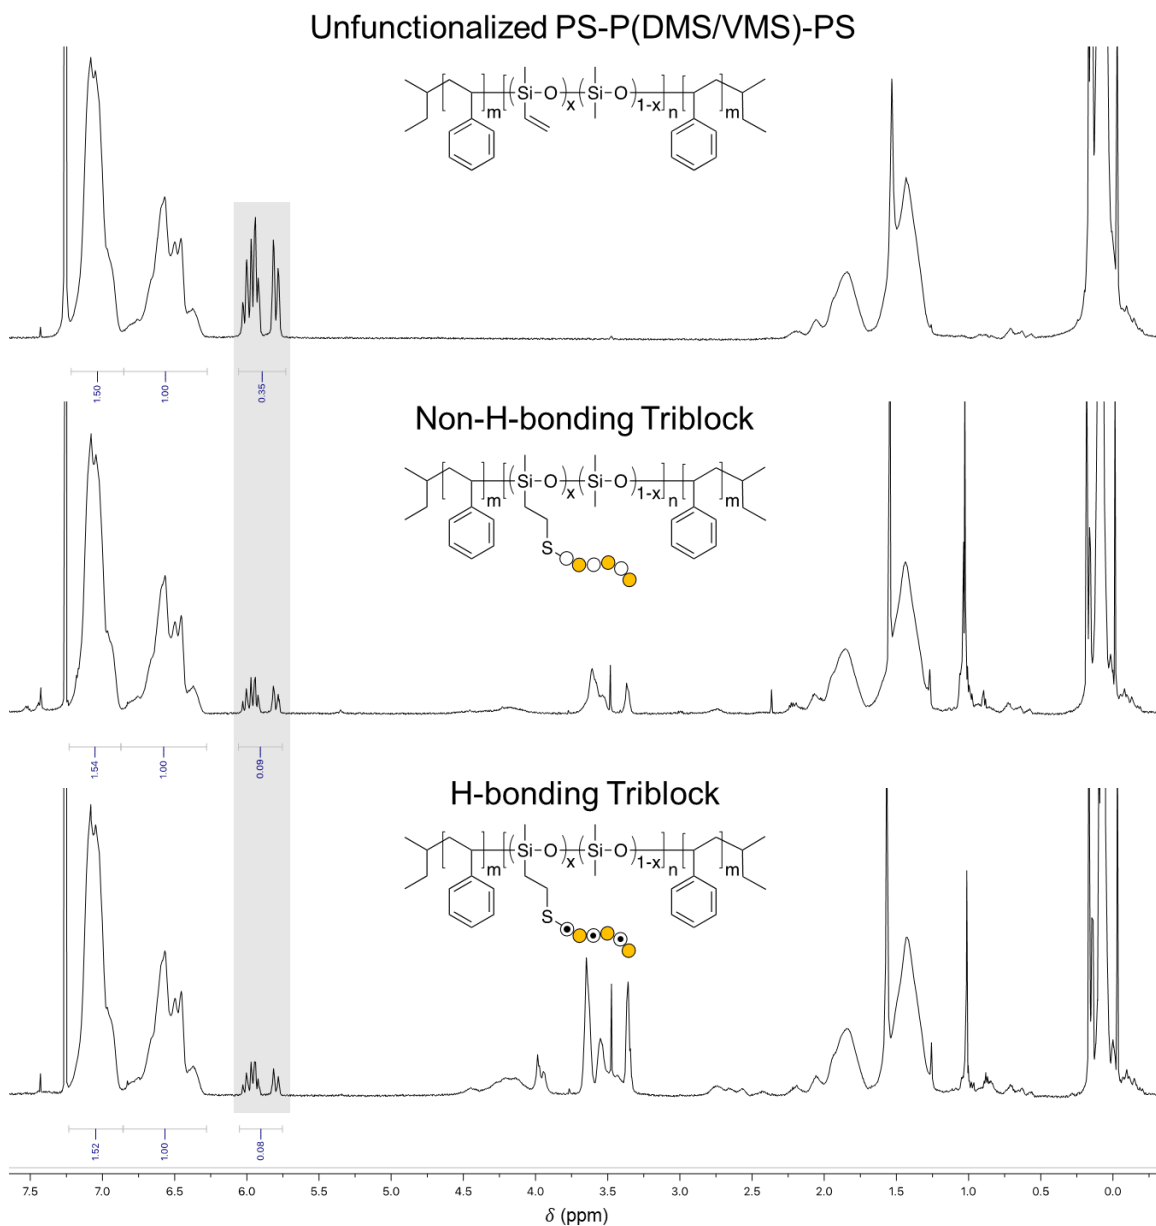 Unfunctionalized PS-P(DMS/VMS)-PS
m Si O x Si O 1-x n m
1.50 1.00 0.35
Non-H-bonding Triblock
m Si O x Si O 1-x n m
S
1.54 1.00 0.09
H-bonding Triblock
m Si O x Si O 1-x n m
S
1.52 1.00 0.08
7.5 7.0 6.5 6.0 5.5 5.0 4.5 4.0 3.5 3.0 2.5 2.0 1.5 1.0 0.5 0.0
δ (ppm)